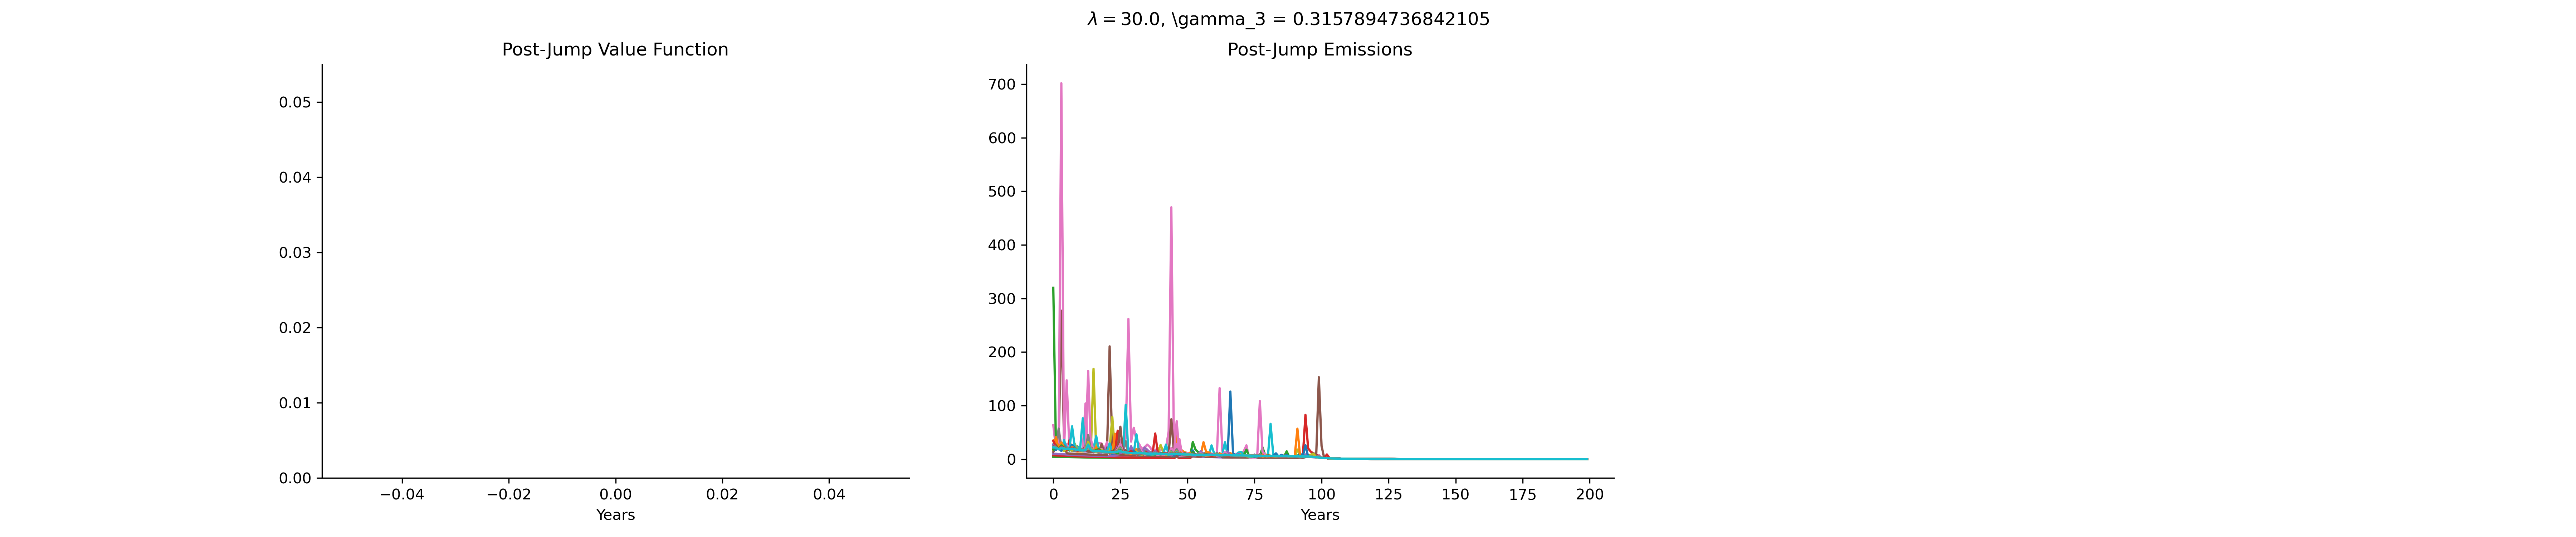 λ = 30.0, \gamma_3 = 0.3157894736842105
Post-Jump Value Function
0.05
0.04
0.03
0.02
0.01
0.00
−0.04 −0.02 0.00 0.02 0.04
Years
Post-Jump Emissions
700
600
500
400
300
200
100
0
0 25 50 75 100 125 150 175 200
Years